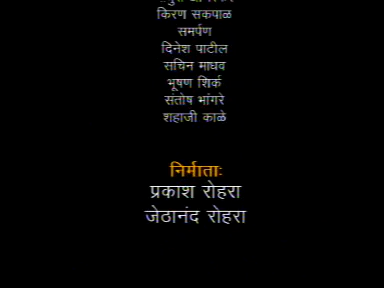 किरण सकपाळ
समर्पण
दिनेश पाटील
सचिन माधव
भूषण शिर्क
संतोष भांगरे
शहाजी काळे
निर्माताः
प्रकाश रोहरा
जेठानंद रोहरा